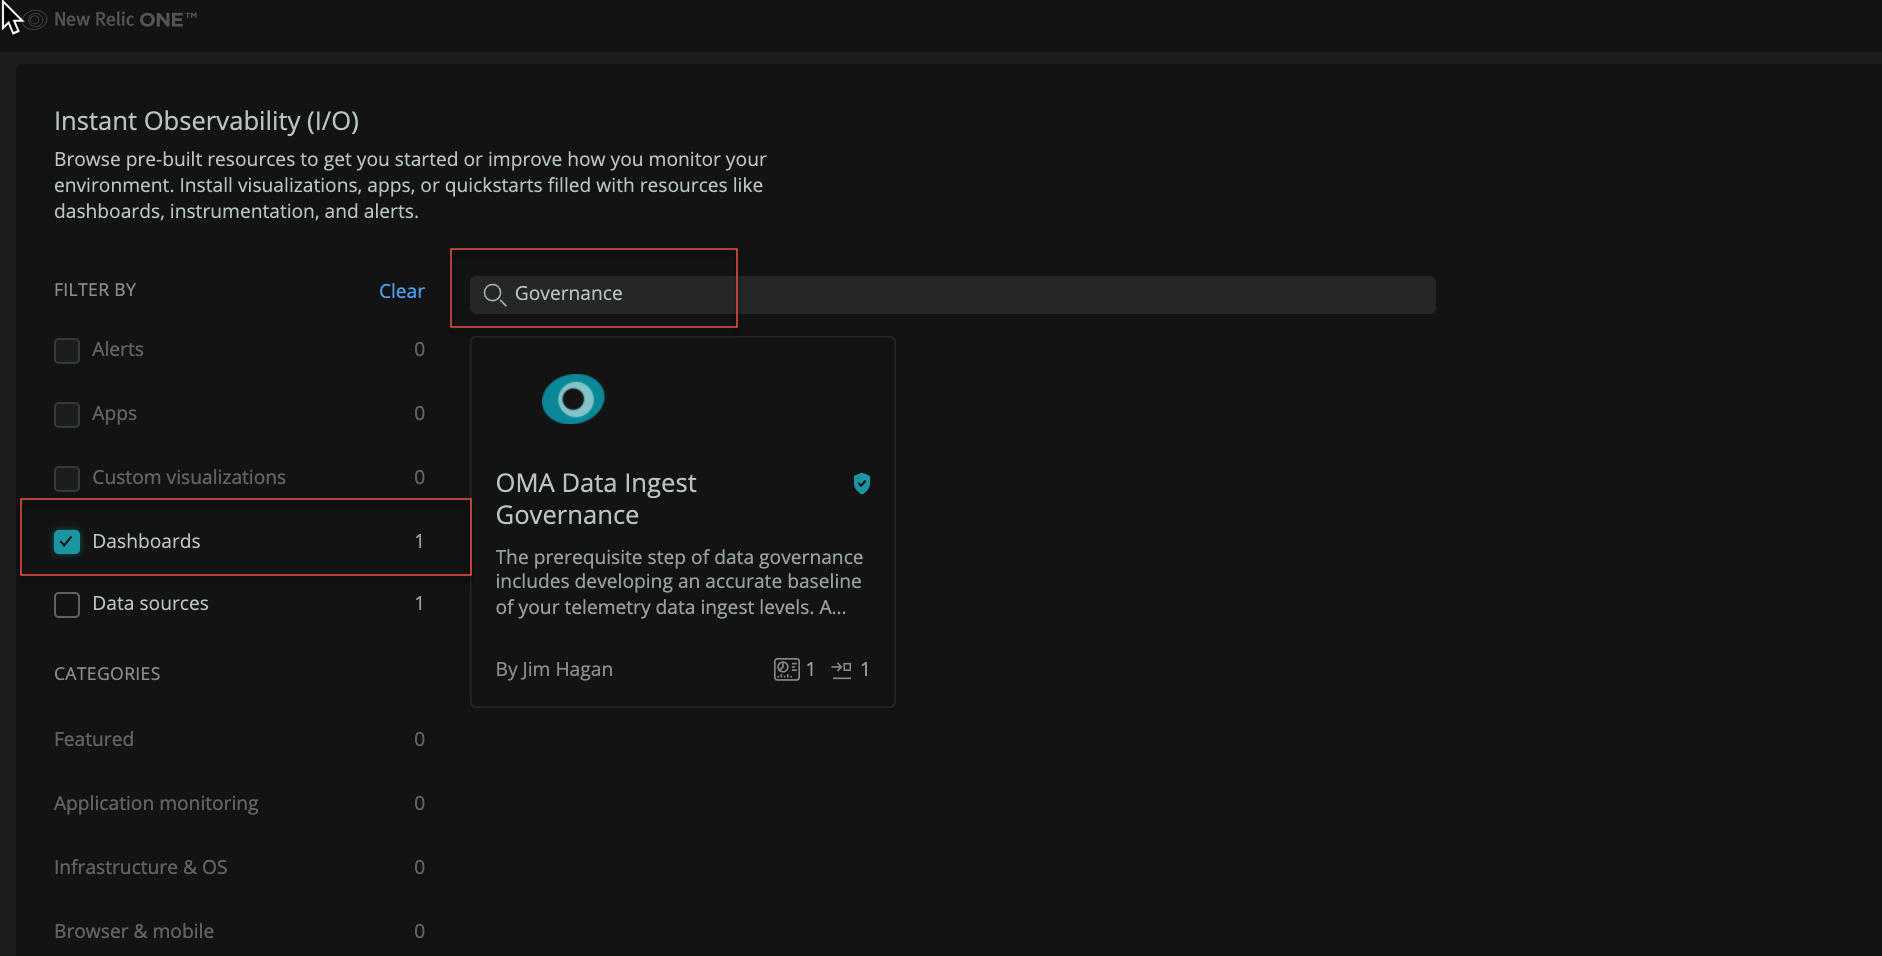 New Relic ONE™
Instant Observability (I/O)
Browse pre-built resources to get you started or improve how you monitor your
environment. Install visualizations, apps, or quickstarts filled with resources like
dashboards, instrumentation, and alerts.
FILTER BY
Clear
Governance
Alerts 0
Apps 0
Custom visualizations 0
Dashboards 1
Data sources 1
CATEGORIES
Featured 0
Application monitoring 0
Infrastructure & OS 0
Browser & mobile 0
OMA Data Ingest
Governance
The prerequisite step of data governance
includes developing an accurate baseline
of your telemetry data ingest levels. A...
By Jim Hagan 1 1